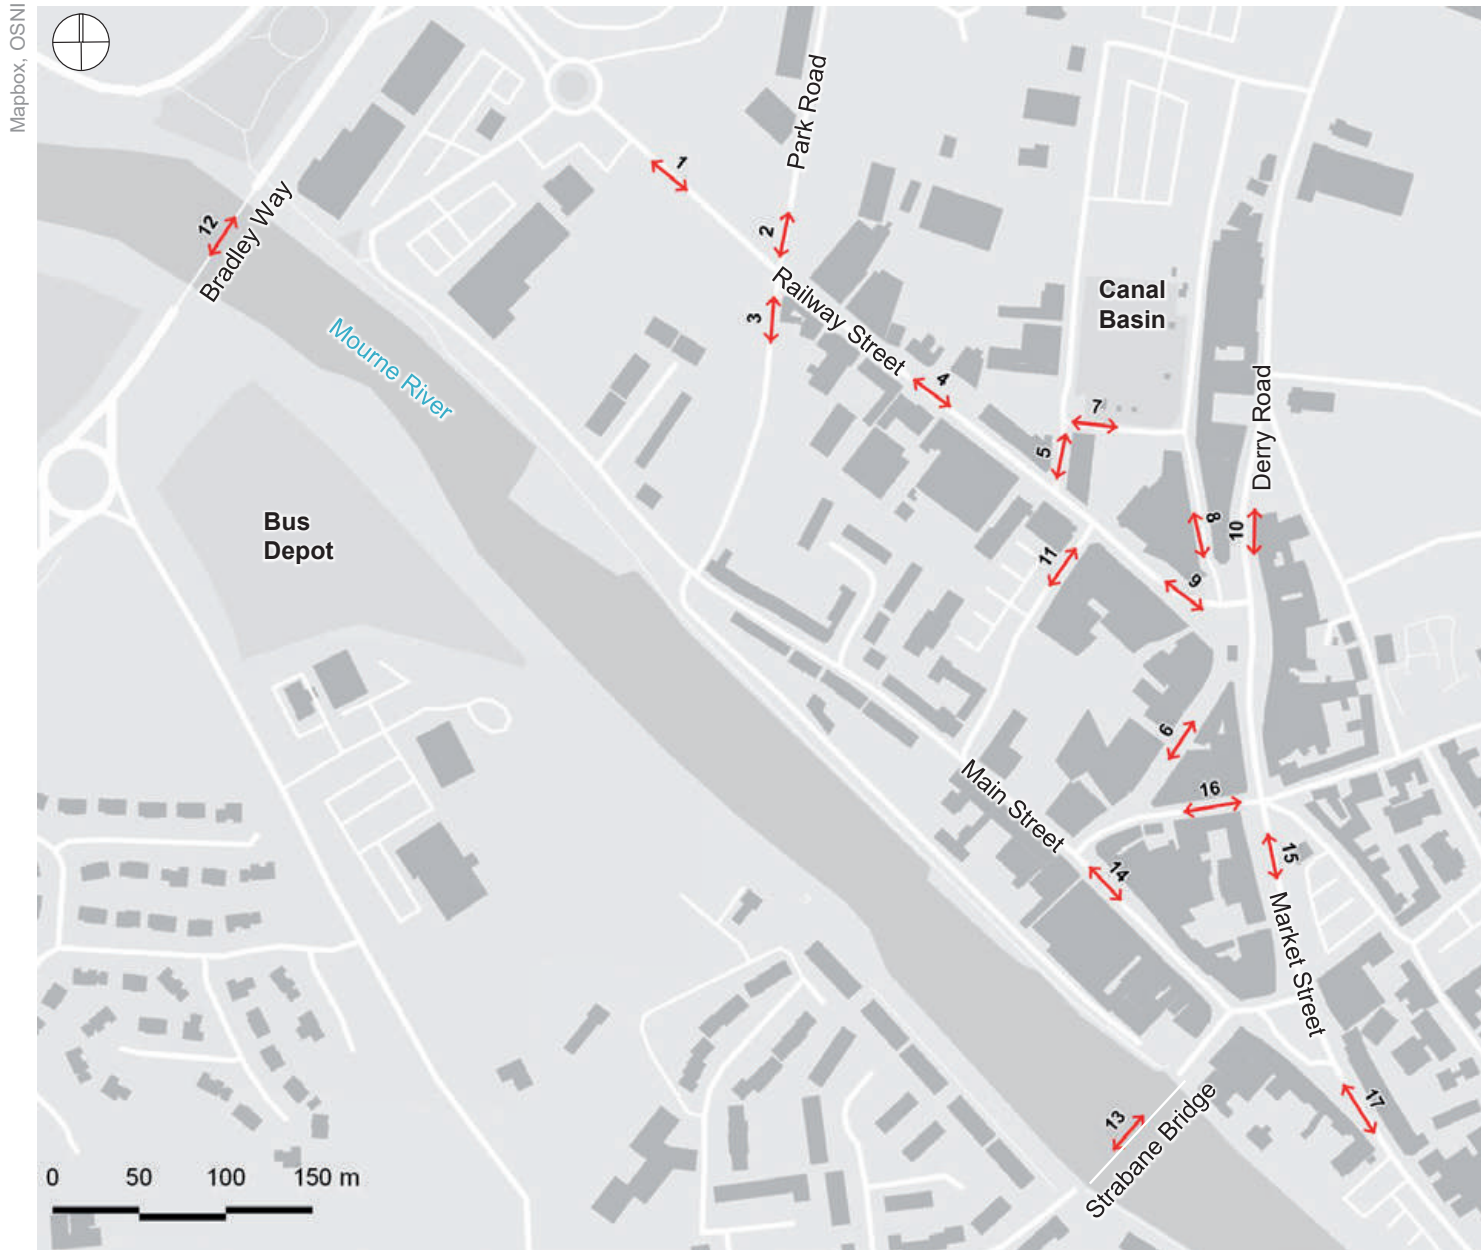 Mapbox, OSNI
Park Road
1
2
12
Bradley Way
3
Railway Street
Canal
Basin
Mourne River
4
7
Derry Road
5
8
10
Bus
Depot
11
9
6
16
Main Street
15
14
Market Street
17
13
Strabane Bridge
0 50 100 150 m